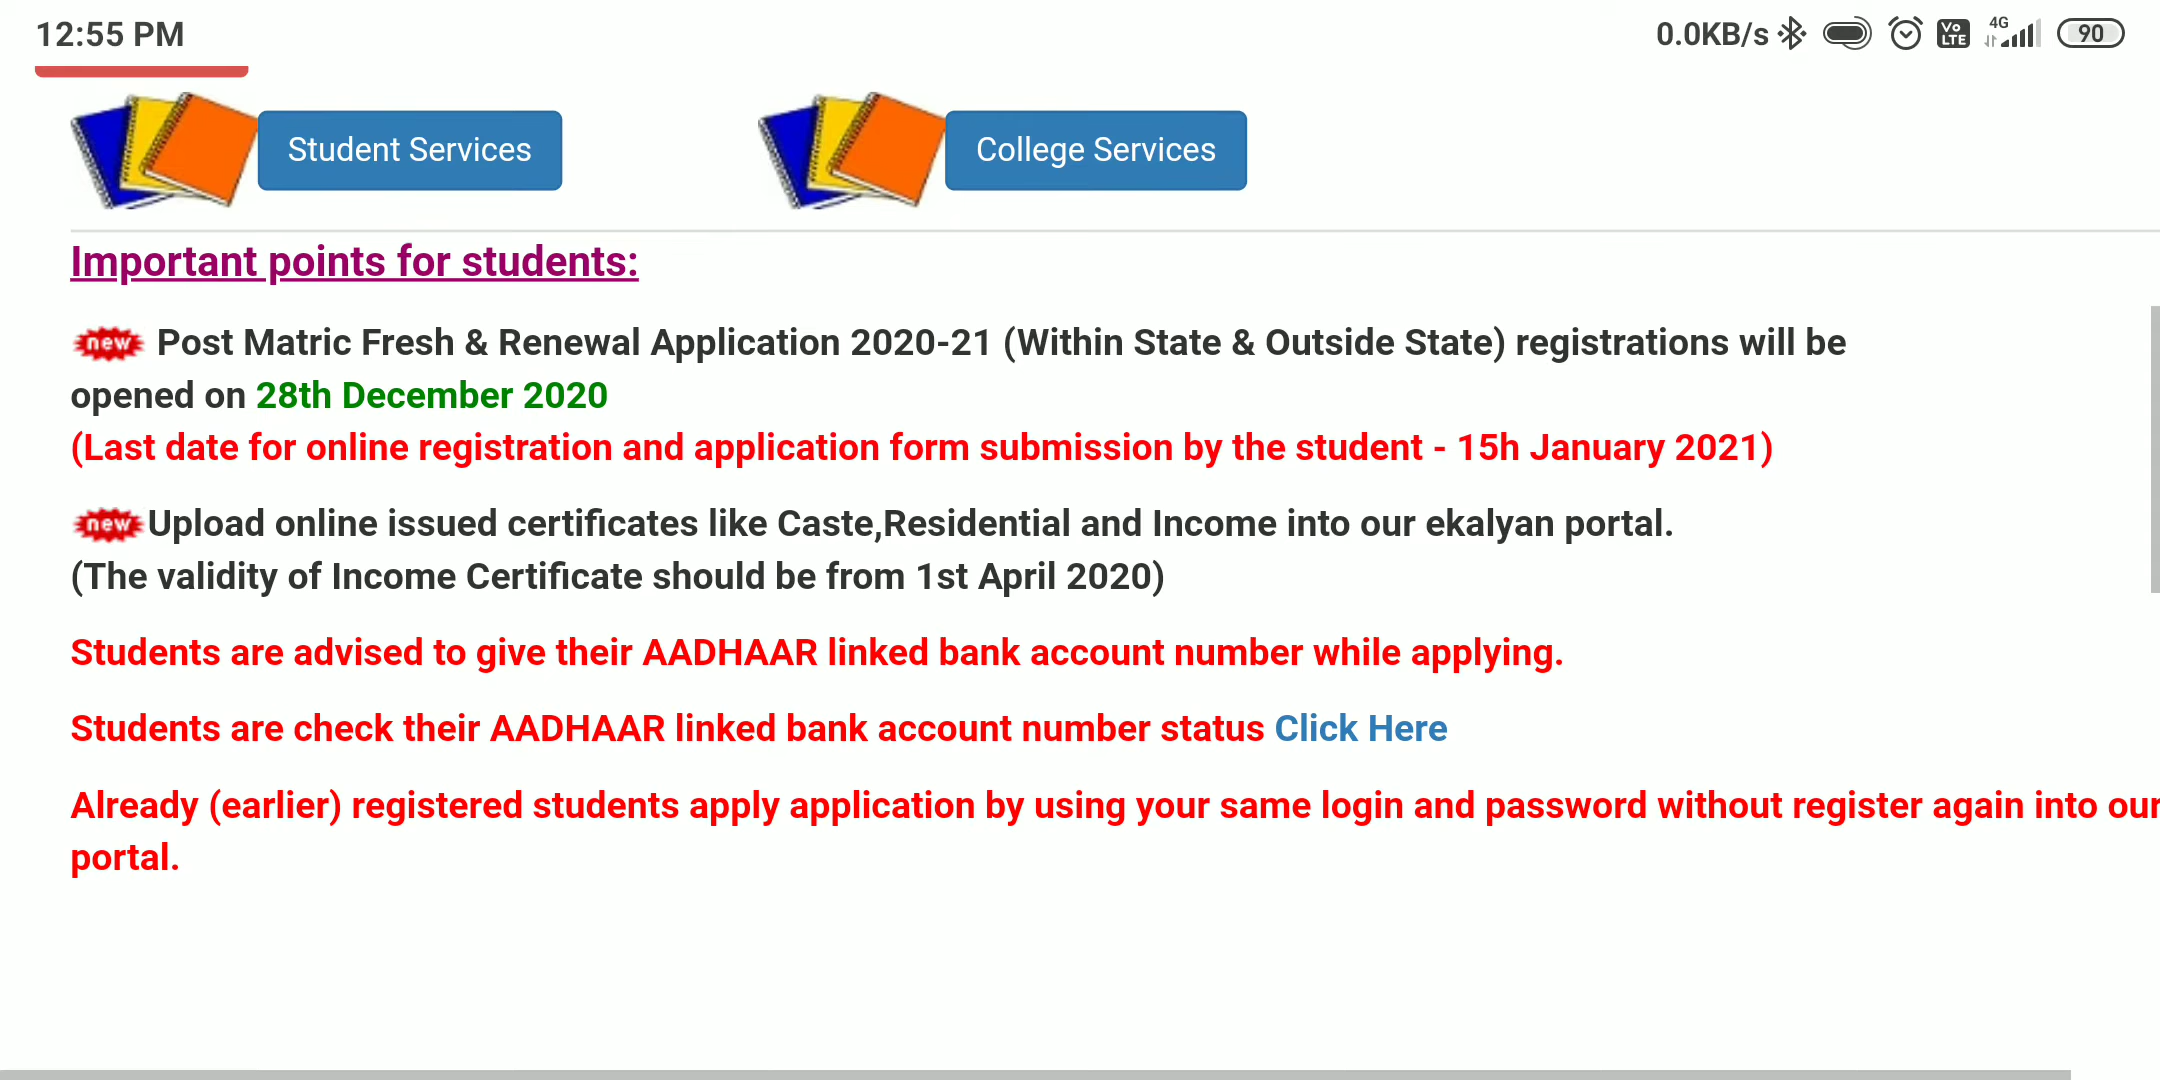 12:55 PM
0.0KB/s Vo LTE 4G 90
Student Services
College Services
Important points for students:
new Post Matric Fresh & Renewal Application 2020-21 (Within State & Outside State) registrations will be
opened on 28th December 2020
(Last date for online registration and application form submission by the student - 15h January 2021)
new Upload online issued certificates like Caste,Residential and Income into our ekalyan portal.
(The validity of Income Certificate should be from 1st April 2020)
Students are advised to give their AADHAAR linked bank account number while applying.
Students are check their AADHAAR linked bank account number status Click Here
Already (earlier) registered students apply application by using your same login and password without register again into our
portal.